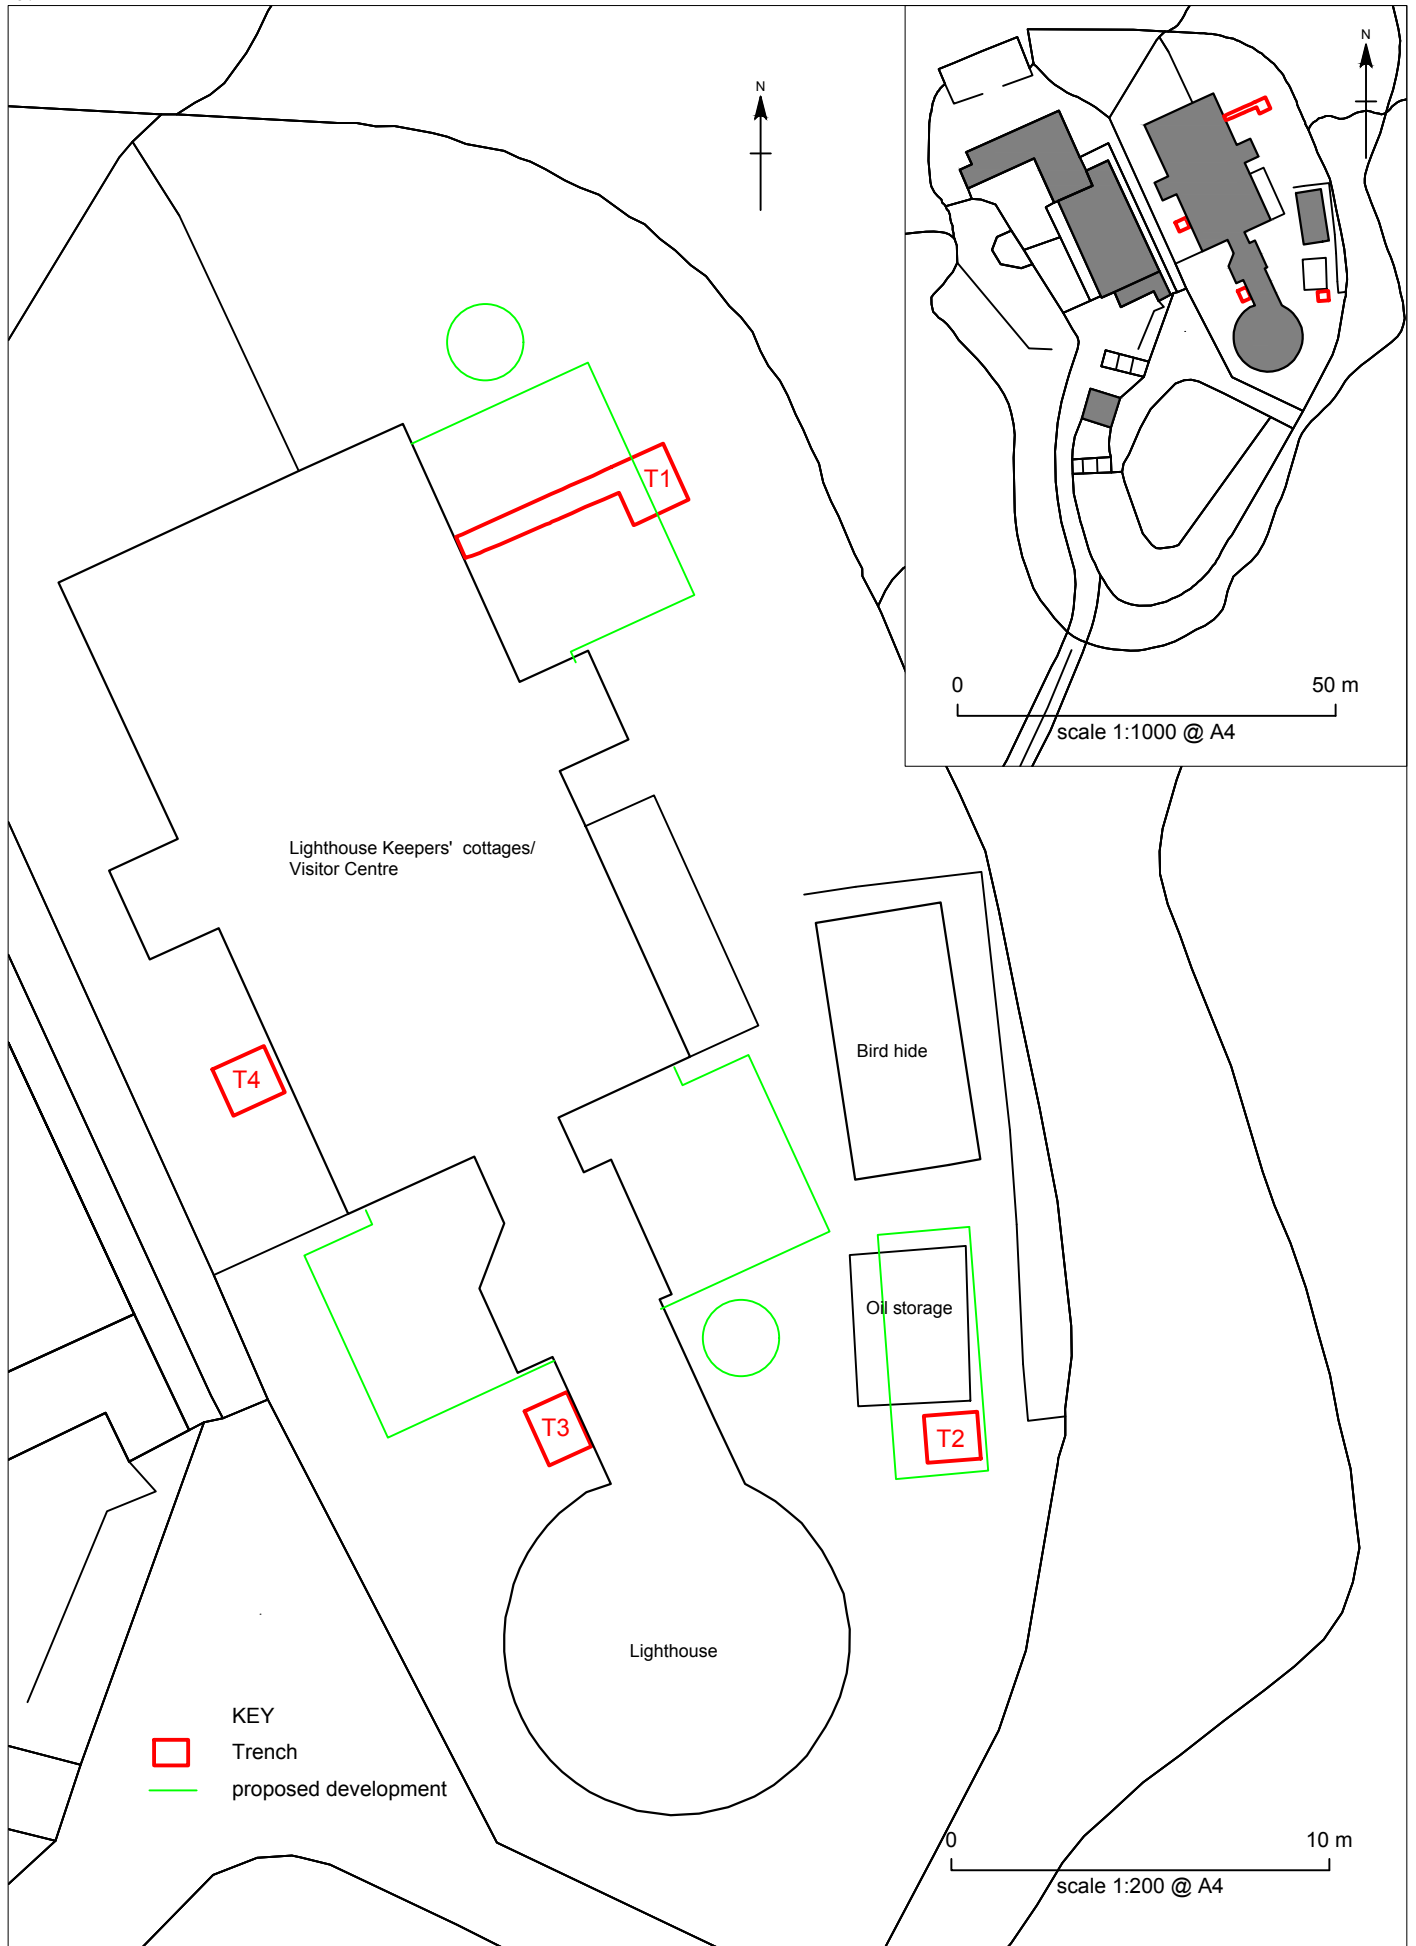 N
N
0 50 m
scale 1:1000 @ A4
T1
Lighthouse Keepers' cottages/
Visitor Centre
Bird hide
T4
Oil storage
T3
T2
Lighthouse
KEY
Trench
proposed development
0 10 m
scale 1:200 @ A4